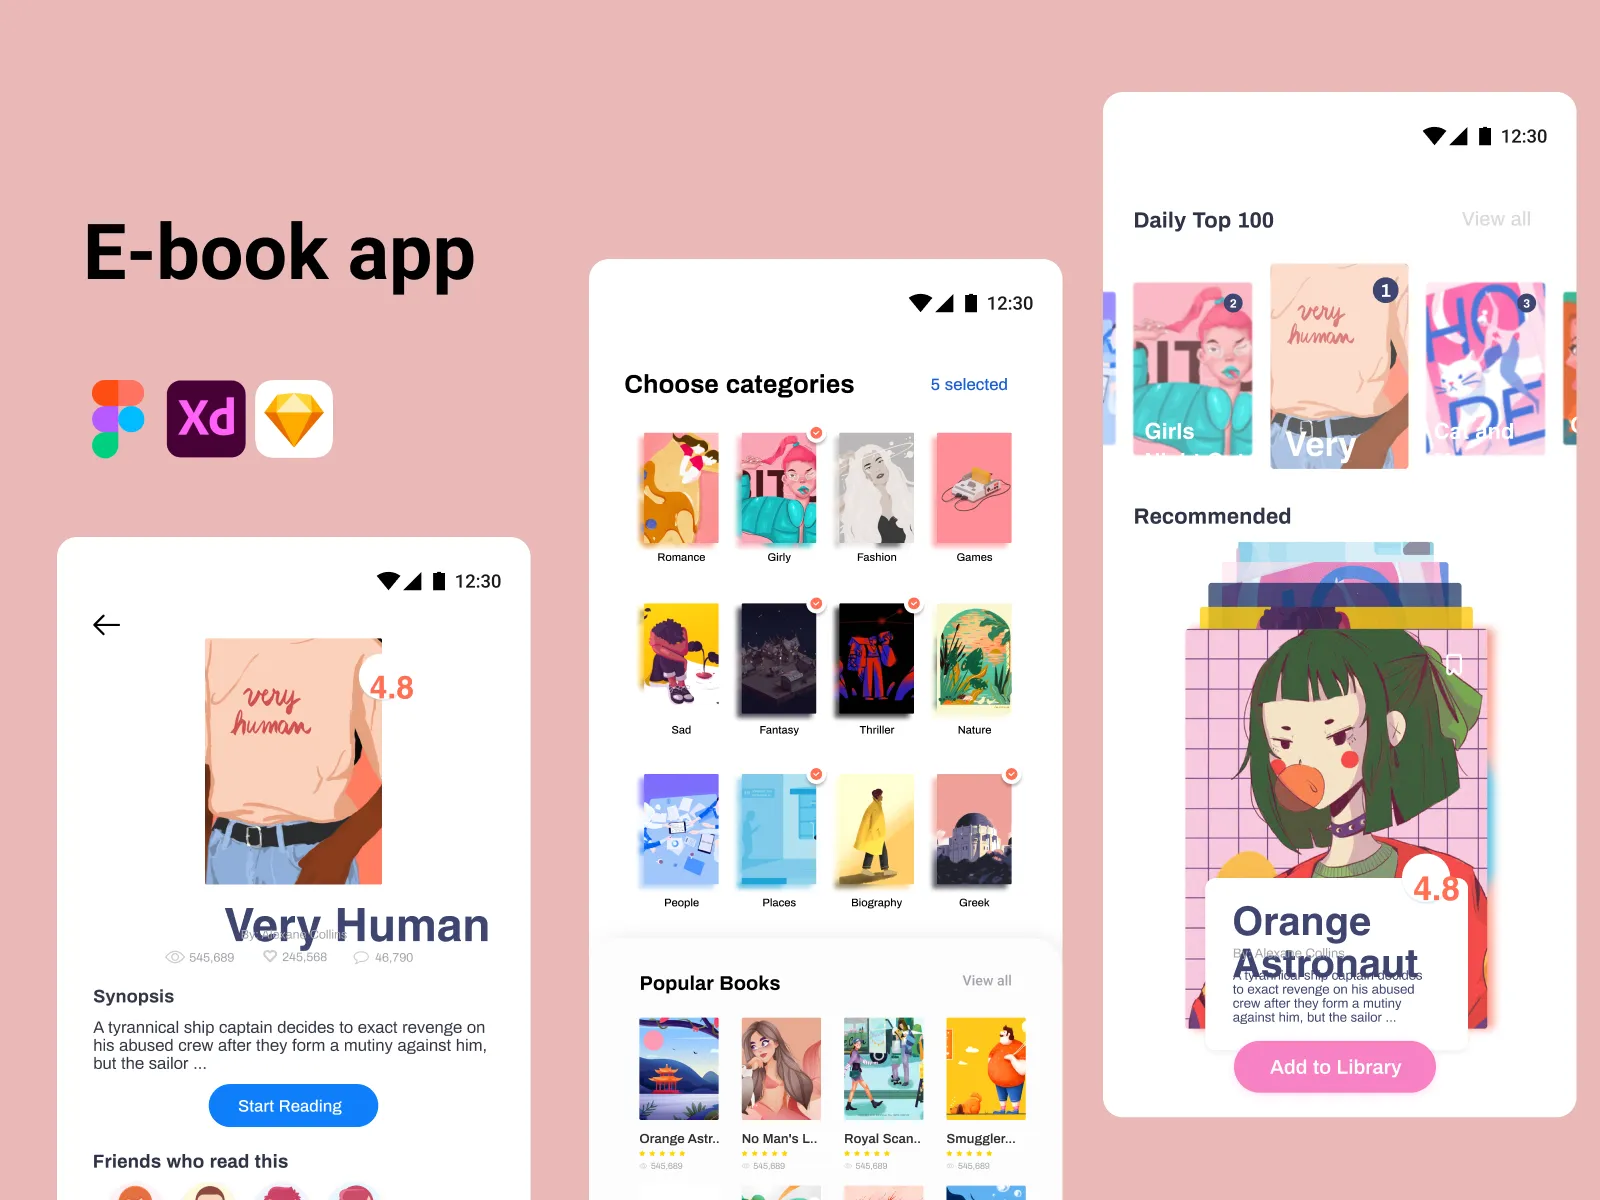 E-book app
Xd
12:30
4.8
very
human
Very Human
By: Alexane Collins
545,689
245,568
46,790
Synopsis
A tyrannical ship captain decides to exact revenge on
his abused crew after they form a mutiny against him,
but the sailor ...
Start Reading
Friends who read this
12:30
Choose categories
5 selected
Romance
Girly
Fashion
Games
Sad
Fantasy
Thriller
Nature
People
Places
Biography
Greek
Popular Books
View all
Orange Astr..
No Man's L..
Royal Scan..
Smuggler...
545,689
545,689
545,689
545,689
12:30
Daily Top 100
View all
2
Girls
1
very
human
Very
3
HO
PE
Cat and
Recommended
4.8
Orange
Astronaut
By: Alexane Collins
A tyrannical ship captain decides
to exact revenge on his abused
crew after they form a mutiny
against him, but the sailor ...
Add to Library